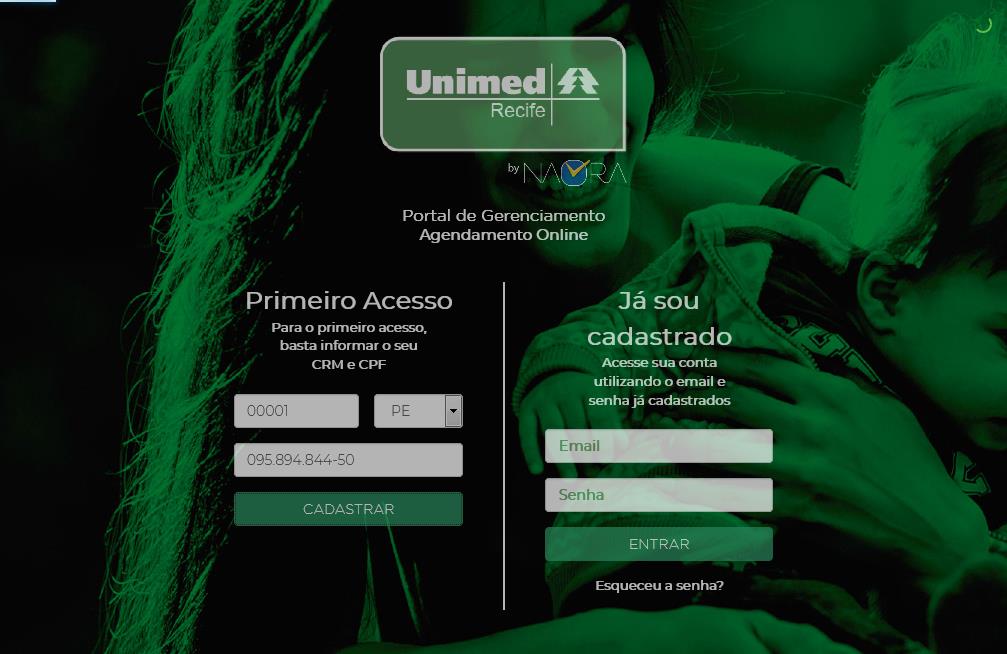 Unimed
Recife
by NAVRA
Portal de Gerenciamento
Agendamento Online
Primeiro Acesso
Para o primeiro acesso,
basta informar o seu
CRM e CPF
00001 PE
095.894.844-50
CADASTRAR
Já sou
cadastrado
Acesse sua conta
utilizando o email e
senha já cadastrados
Email
Senha
ENTRAR
Esqueceu a senha?